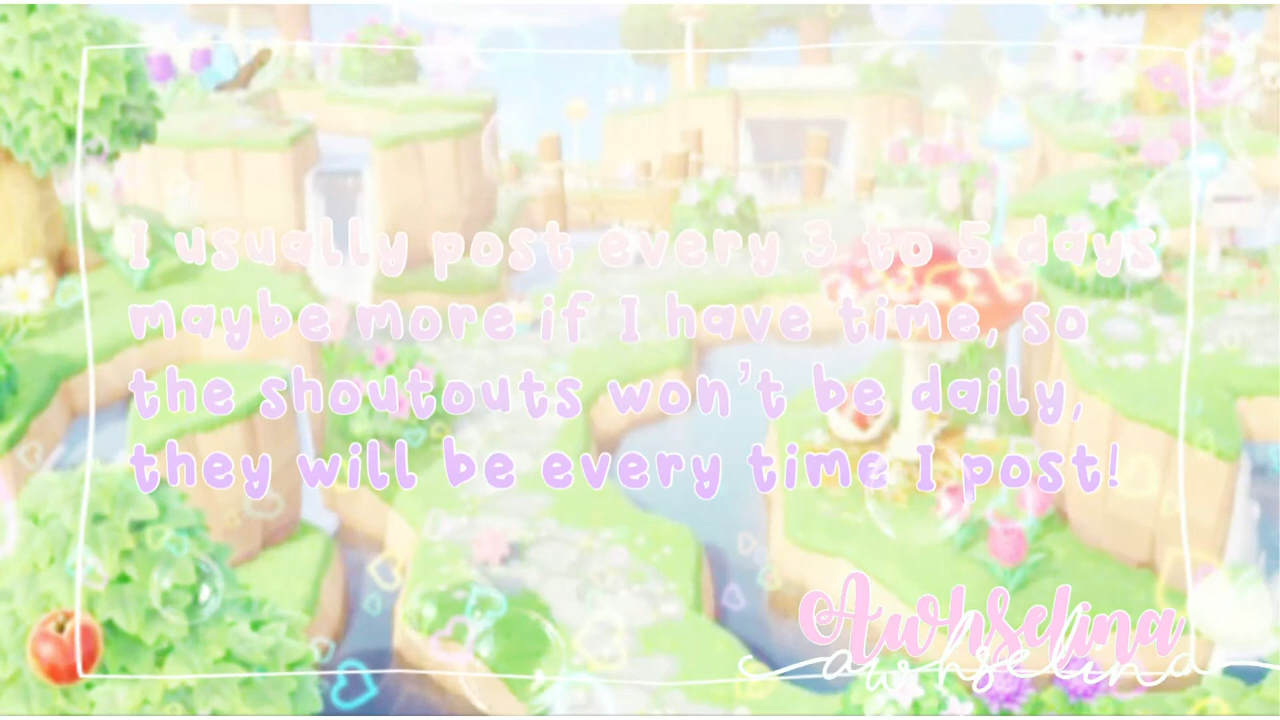 I usually post every 3 to 5 days
maybe more if I have time, so
the shoutouts won't be daily,
they will be every time I post!
Awhselina
awhselina